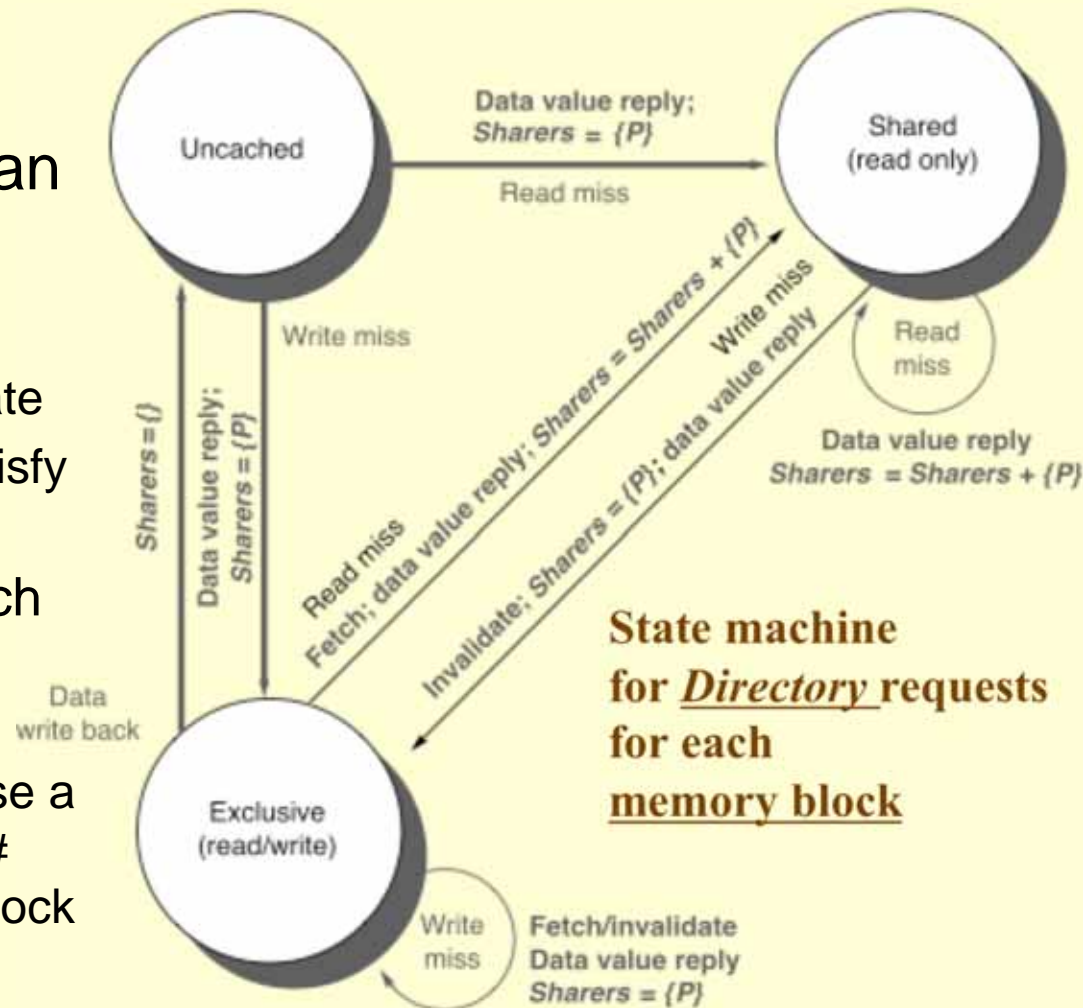 an
ate
isfy
ch
se a
#
ock
Uncached
Data value reply;
Sharers = {P}
Read miss
Shared
(read only)
Write miss
Sharers = {}
Data value reply;
Sharers = {P}
Read miss
Fetch; data value reply; Sharers = Sharers + {P}
Write miss
Invalidate; Sharers = {P}; data value reply
Read
miss
Data value reply
Sharers = Sharers + {P}
Data
write back
State machine
for Directory requests
for each
memory block
Exclusive
(read/write)
Write
miss
Fetch/invalidate
Data value reply
Sharers = {P}